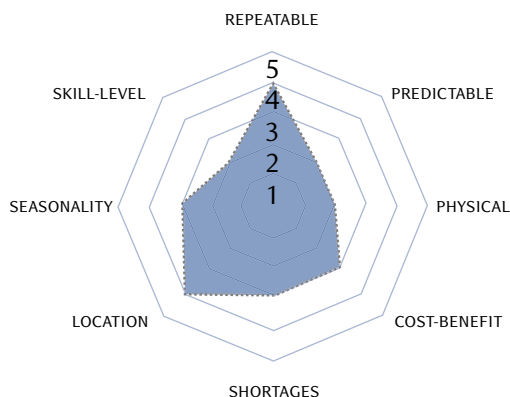 REPEATABLE
5
SKILL-LEVEL
PREDICTABLE
4
3
2
1
SEASONALITY
PHYSICAL
LOCATION
COST-BENEFIT
SHORTAGES